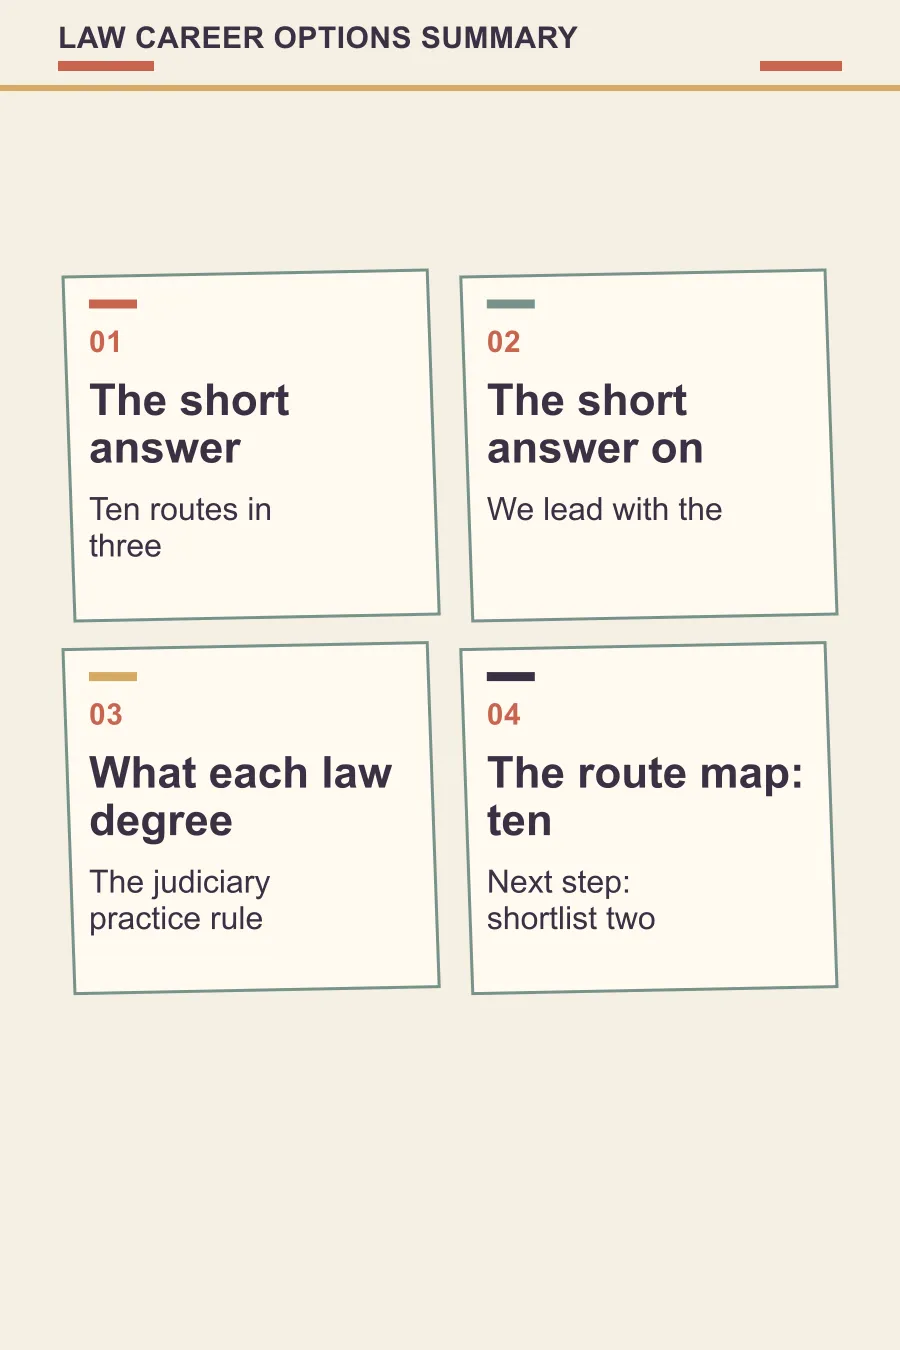 LAW CAREER OPTIONS SUMMARY
01
The short
answer
Ten routes in
three
02
The short
answer on
We lead with the
03
What each law
degree
The judiciary
practice rule
04
The route map:
ten
Next step:
shortlist two